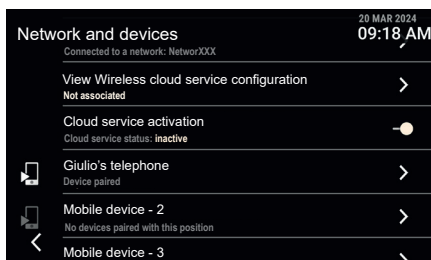 20 MAR 2024
Network and devices
09:18 AM
Connected to a network: NetworXXX
View Wireless cloud service configuration
Not associated
Cloud service activation
Cloud service status: inactive
Giulio's telephone
Device paired
Mobile device - 2
No devices paired with this position
Mobile device - 3